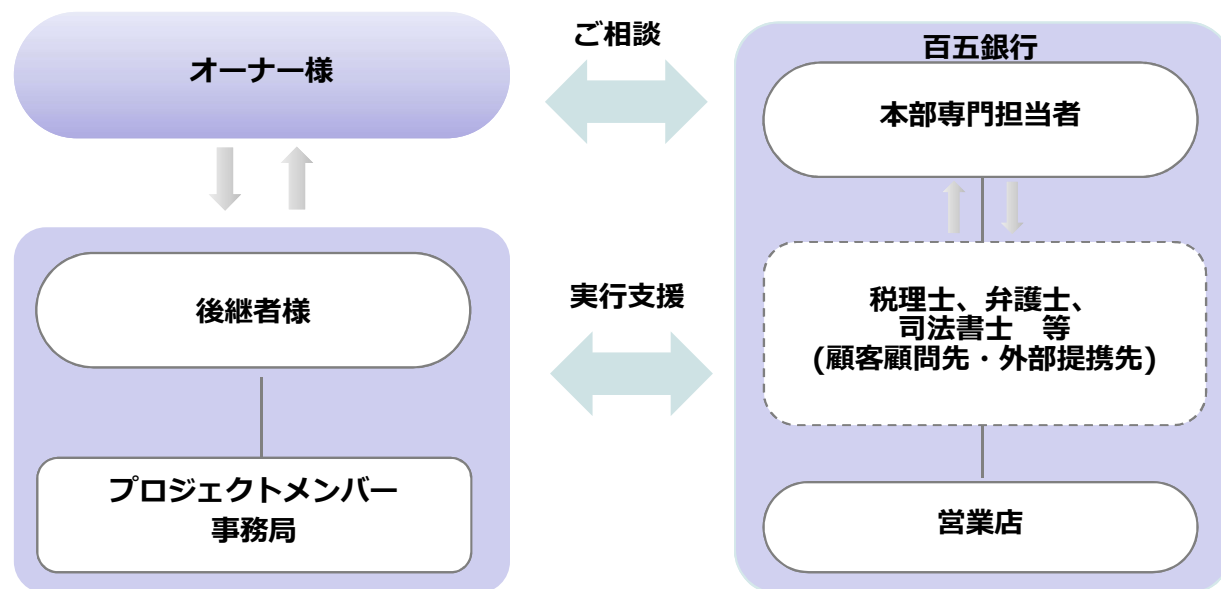 オーナー様
ご相談
百五銀行
本部専門担当者
後継者様
実行支援
税理士、弁護士、
司法書士　等
(顧客顧問先・外部提携先)
プロジェクトメンバー
事務局
営業店